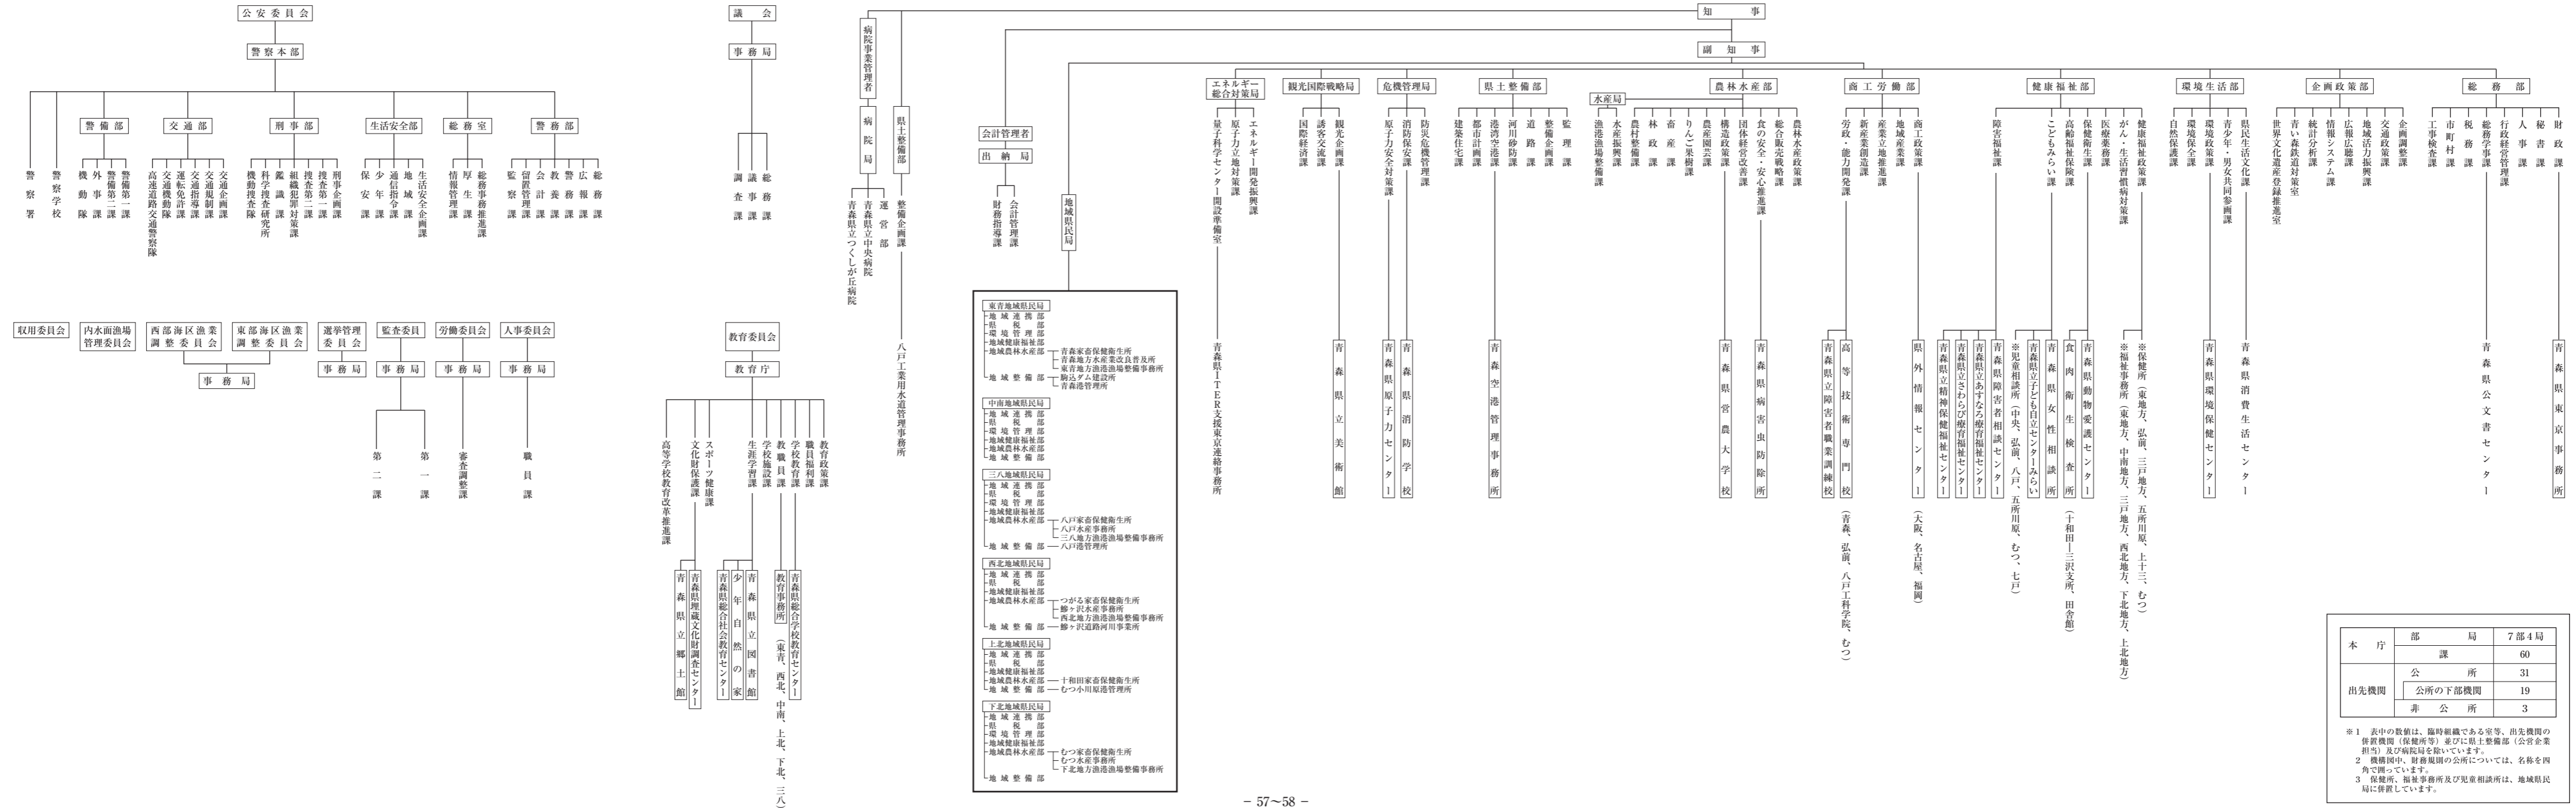 公安委員会
警察本部
警備部
交通部
刑事部
生活安全部
総務室
警務部
警察署
警察学校
機動隊
外事課
警備第二課
警備第一課
高速道路交通警察隊
交通機動隊
運転免許課
交通指導課
交通規制課
交通企画課
機動捜査隊
科学捜査研究所
鑑識課
組織犯罪対策課
捜査第二課
捜査第一課
刑事企画課
保安課
少年課
通信指令課
地域課
生活安全企画課
情報管理課
厚生課
総務事務推進課
監察課
留置管理課
会計課
教養課
警務課
広報課
総務課
議会
事務局
調査課
議事課
総務課
収用委員会
内水面漁場
管理委員会
西部海区漁業
調整委員会
東部海区漁業
調整委員会
事務局
選挙管理
委員会
事務局
監査委員
事務局
第二課
第一課
労働委員会
事務局
審査調整課
人事委員会
事務局
職員課
教育委員会
教育庁
高等学校教育改革推進課
文化財保護課
スポーツ健康課
生涯学習課
学校施設課
教職員課
学校教育課
職員福利課
教育政策課
青森県立郷土館
青森県埋蔵文化財調査センター
青森県総合社会教育センター
少年自然の家
青森県立図書館
教育事務所(東青、西北、中南、上北、下北、三八)
青森県総合学校教育センター
知事
副知事
病院事業管理者
病院局
青森県立つくしが丘病院
青森県立中央病院
運営部
県土整備部
整備企画課
八戸工業用水道管理事務所
会計管理者
出納局
財務指導課
会計管理課
地域県民局
東青地域県民局
地域連携部
県税部
環境管理部
地域健康福祉部
地域農林水産部
青森家畜保健衛生所
青森地方水産業改良普及所
東青地方漁港漁場整備事務所
地域整備部
駒込ダム建設所
青森港管理所
中南地域県民局
地域連携部
県税部
環境管理部
地域健康福祉部
地域農林水産部
地域整備部
三八地域県民局
地域連携部
県税部
環境管理部
地域健康福祉部
地域農林水産部
八戸家畜保健衛生所
八戸水産事務所
三八地方漁港漁場整備事務所
地域整備部
八戸港管理所
西北地域県民局
地域連携部
県税部
地域健康福祉部
地域農林水産部
つがる家畜保健衛生所
鰺ヶ沢水産事務所
西北地方漁港漁場整備事務所
地域整備部
鰺ヶ沢道路河川事業所
上北地域県民局
地域連携部
県税部
地域健康福祉部
地域農林水産部
十和田家畜保健衛生所
地域整備部
むつ小川原港管理所
下北地域県民局
地域連携部
県税部
環境管理部
地域健康福祉部
地域農林水産部
むつ家畜保健衛生所
むつ水産事務所
下北地方漁港漁場整備事務所
地域整備部
エネルギー
総合対策局
量子科学センター開設準備室
原子力立地対策課
エネルギー開発振興課
青森県ITER支援東京連絡事務所
観光国際戦略局
国際経済課
誘客交流課
観光企画課
青森県立美術館
危機管理局
原子力安全対策課
消防保安課
防災危機管理課
青森県原子力センター
青森県消防学校
県土整備部
建築住宅課
都市計画課
港湾空港課
河川砂防課
道路課
整備企画課
監理課
青森空港管理事務所
農林水産部
水産局
漁港漁場整備課
水産振興課
農村整備課
林政課
畜産課
りんご果樹課
農産園芸課
構造政策課
団体経営改善課
食の安全・安心推進課
総合販売戦略課
農林水産政策課
青森県営農大学校
青森県病害虫防除所
商工労働部
労政・能力開発課
新産業創造課
産業立地推進課
地域産業課
商工政策課
青森県立障害者職業訓練校
高等技術専門校(青森、弘前、八戸工科学院、むつ)
県外情報センター(大阪、名古屋、福岡)
健康福祉部
障害福祉課
こどもみらい課
高齢福祉保険課
保健衛生課
医療薬務課
がん・生活習慣病対策課
健康福祉政策課
青森県立精神保健福祉センター
青森県立さわらび療育福祉センター
青森県立あすなろ療育福祉センター
青森県障害者相談センター
※児童相談所(中央、弘前、八戸、五所川原、むつ、七戸)
青森県立子ども自立センターみらい
青森県女性相談所
食肉衛生検査所(十和田―三沢支所、田舎館)
青森県動物愛護センター
※福祉事務所(東地方、中南地方、三戸地方、西北地方、下北地方、上北地方)
※保健所(東地方、弘前、三戸地方、五所川原、上十三、むつ)
環境生活部
自然保護課
環境保全課
環境政策課
青少年・男女共同参画課
県民生活文化課
青森県環境保健センター
青森県消費生活センター
企画政策部
世界文化遺産登録推進室
青い森鉄道対策室
統計分析課
情報システム課
広報広聴課
地域活力振興課
交通政策課
企画調整課
総務部
工事検査課
市町村課
税務課
総務学事課
行政経営管理課
人事課
秘書課
財政課
青森県公文書センター
青森県東京事務所
本庁 部局 7部4局
課 60
出先機関 公所 31
公所の下部機関 19
非公所 3
※1 表中の数値は、臨時組織である室等、出先機関の
併置機関(保健所等)並びに県土整備部(公営企業
担当)及び病院局を除いています。
2 機構図中、財務規則の公所については、名称を四
角で囲っています。
3 保健所、福祉事務所及び児童相談所は、地域県民
局に併置しています。
− 57〜58 −